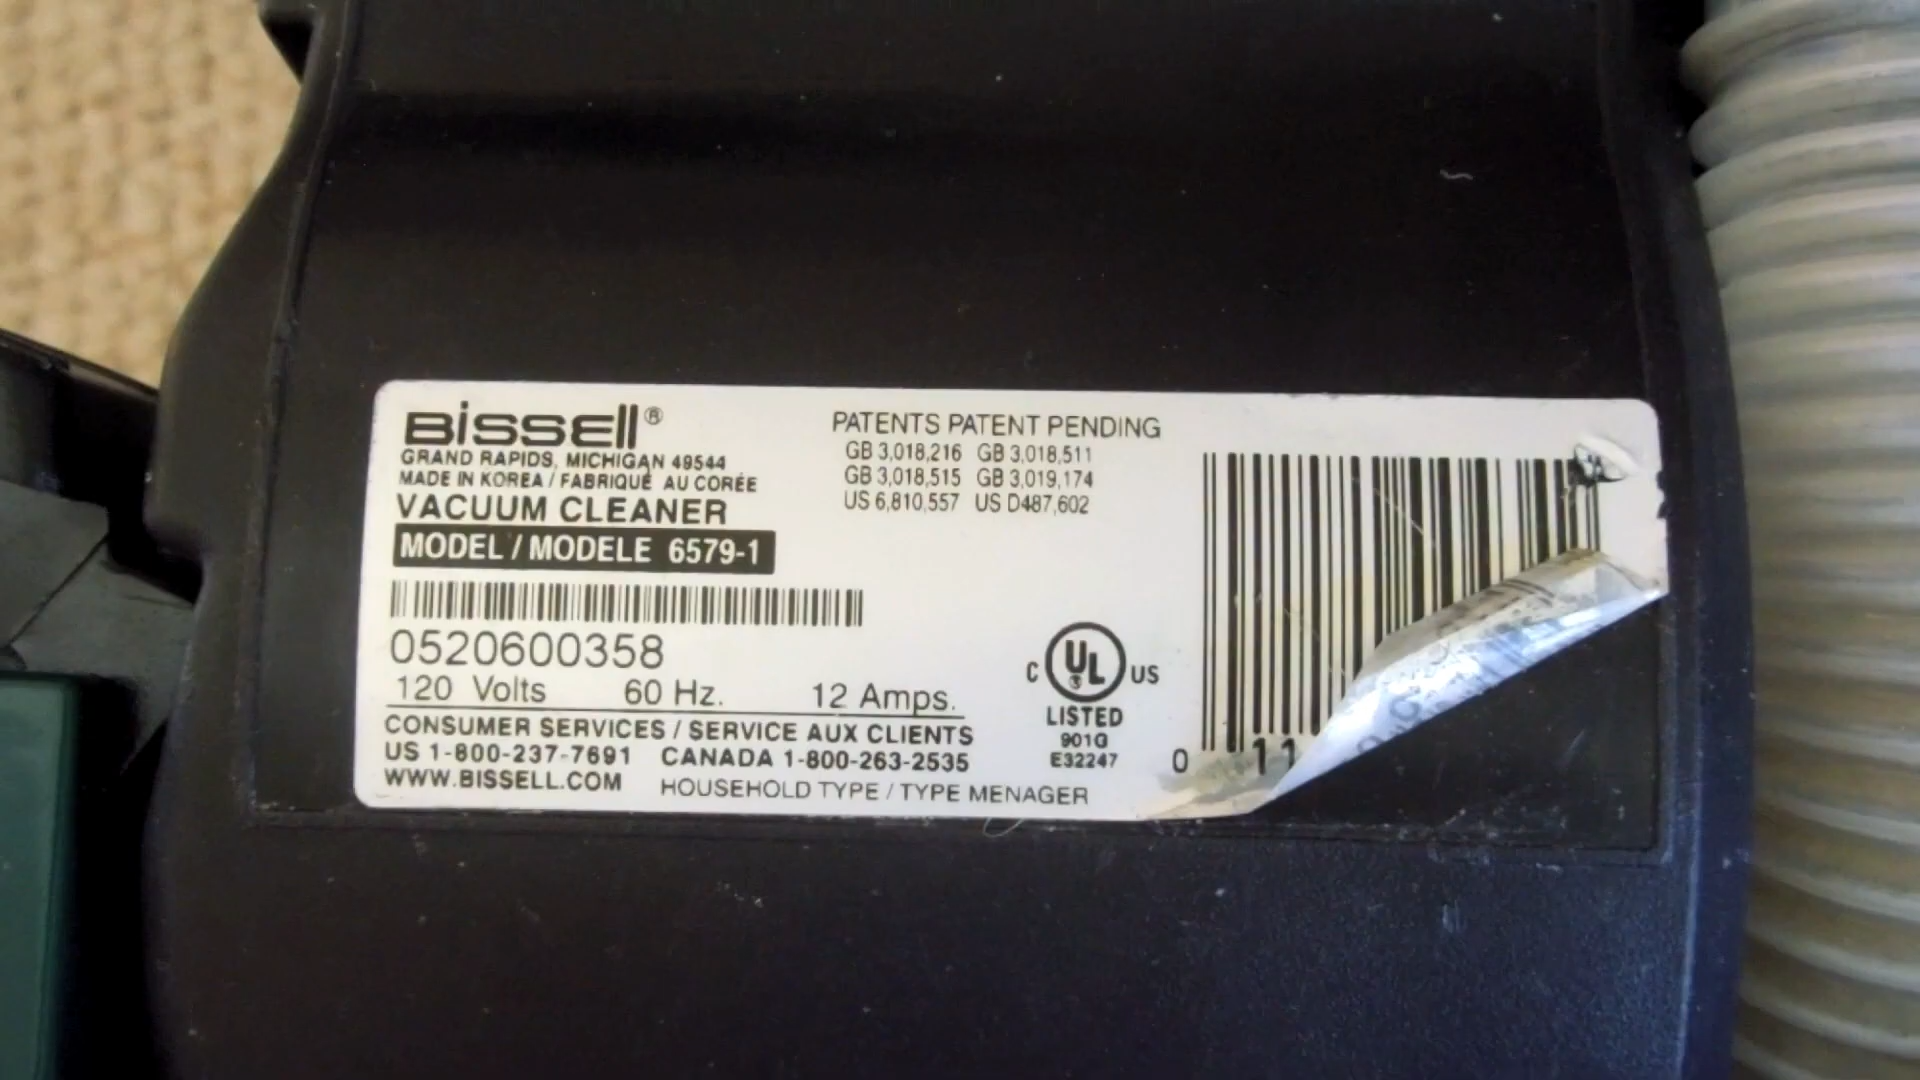 BISSELL®
GRAND RAPIDS, MICHIGAN 49544
MADE IN KOREA / FABRIQUÉ AU CORÉE
VACUUM CLEANER
MODEL / MODELE 6579-1
0520600358
120 Volts 60 Hz. 12 Amps.
CONSUMER SERVICES / SERVICE AUX CLIENTS
US 1-800-237-7691 CANADA 1-800-263-2535
WWW.BISSELL.COM HOUSEHOLD TYPE / TYPE MENAGER
PATENTS PATENT PENDING
GB 3,018,216 GB 3,018,511
GB 3,018,515 GB 3,019,174
US 6,810,557 US D487,602
C UL US
LISTED
901G
E32247
0 11